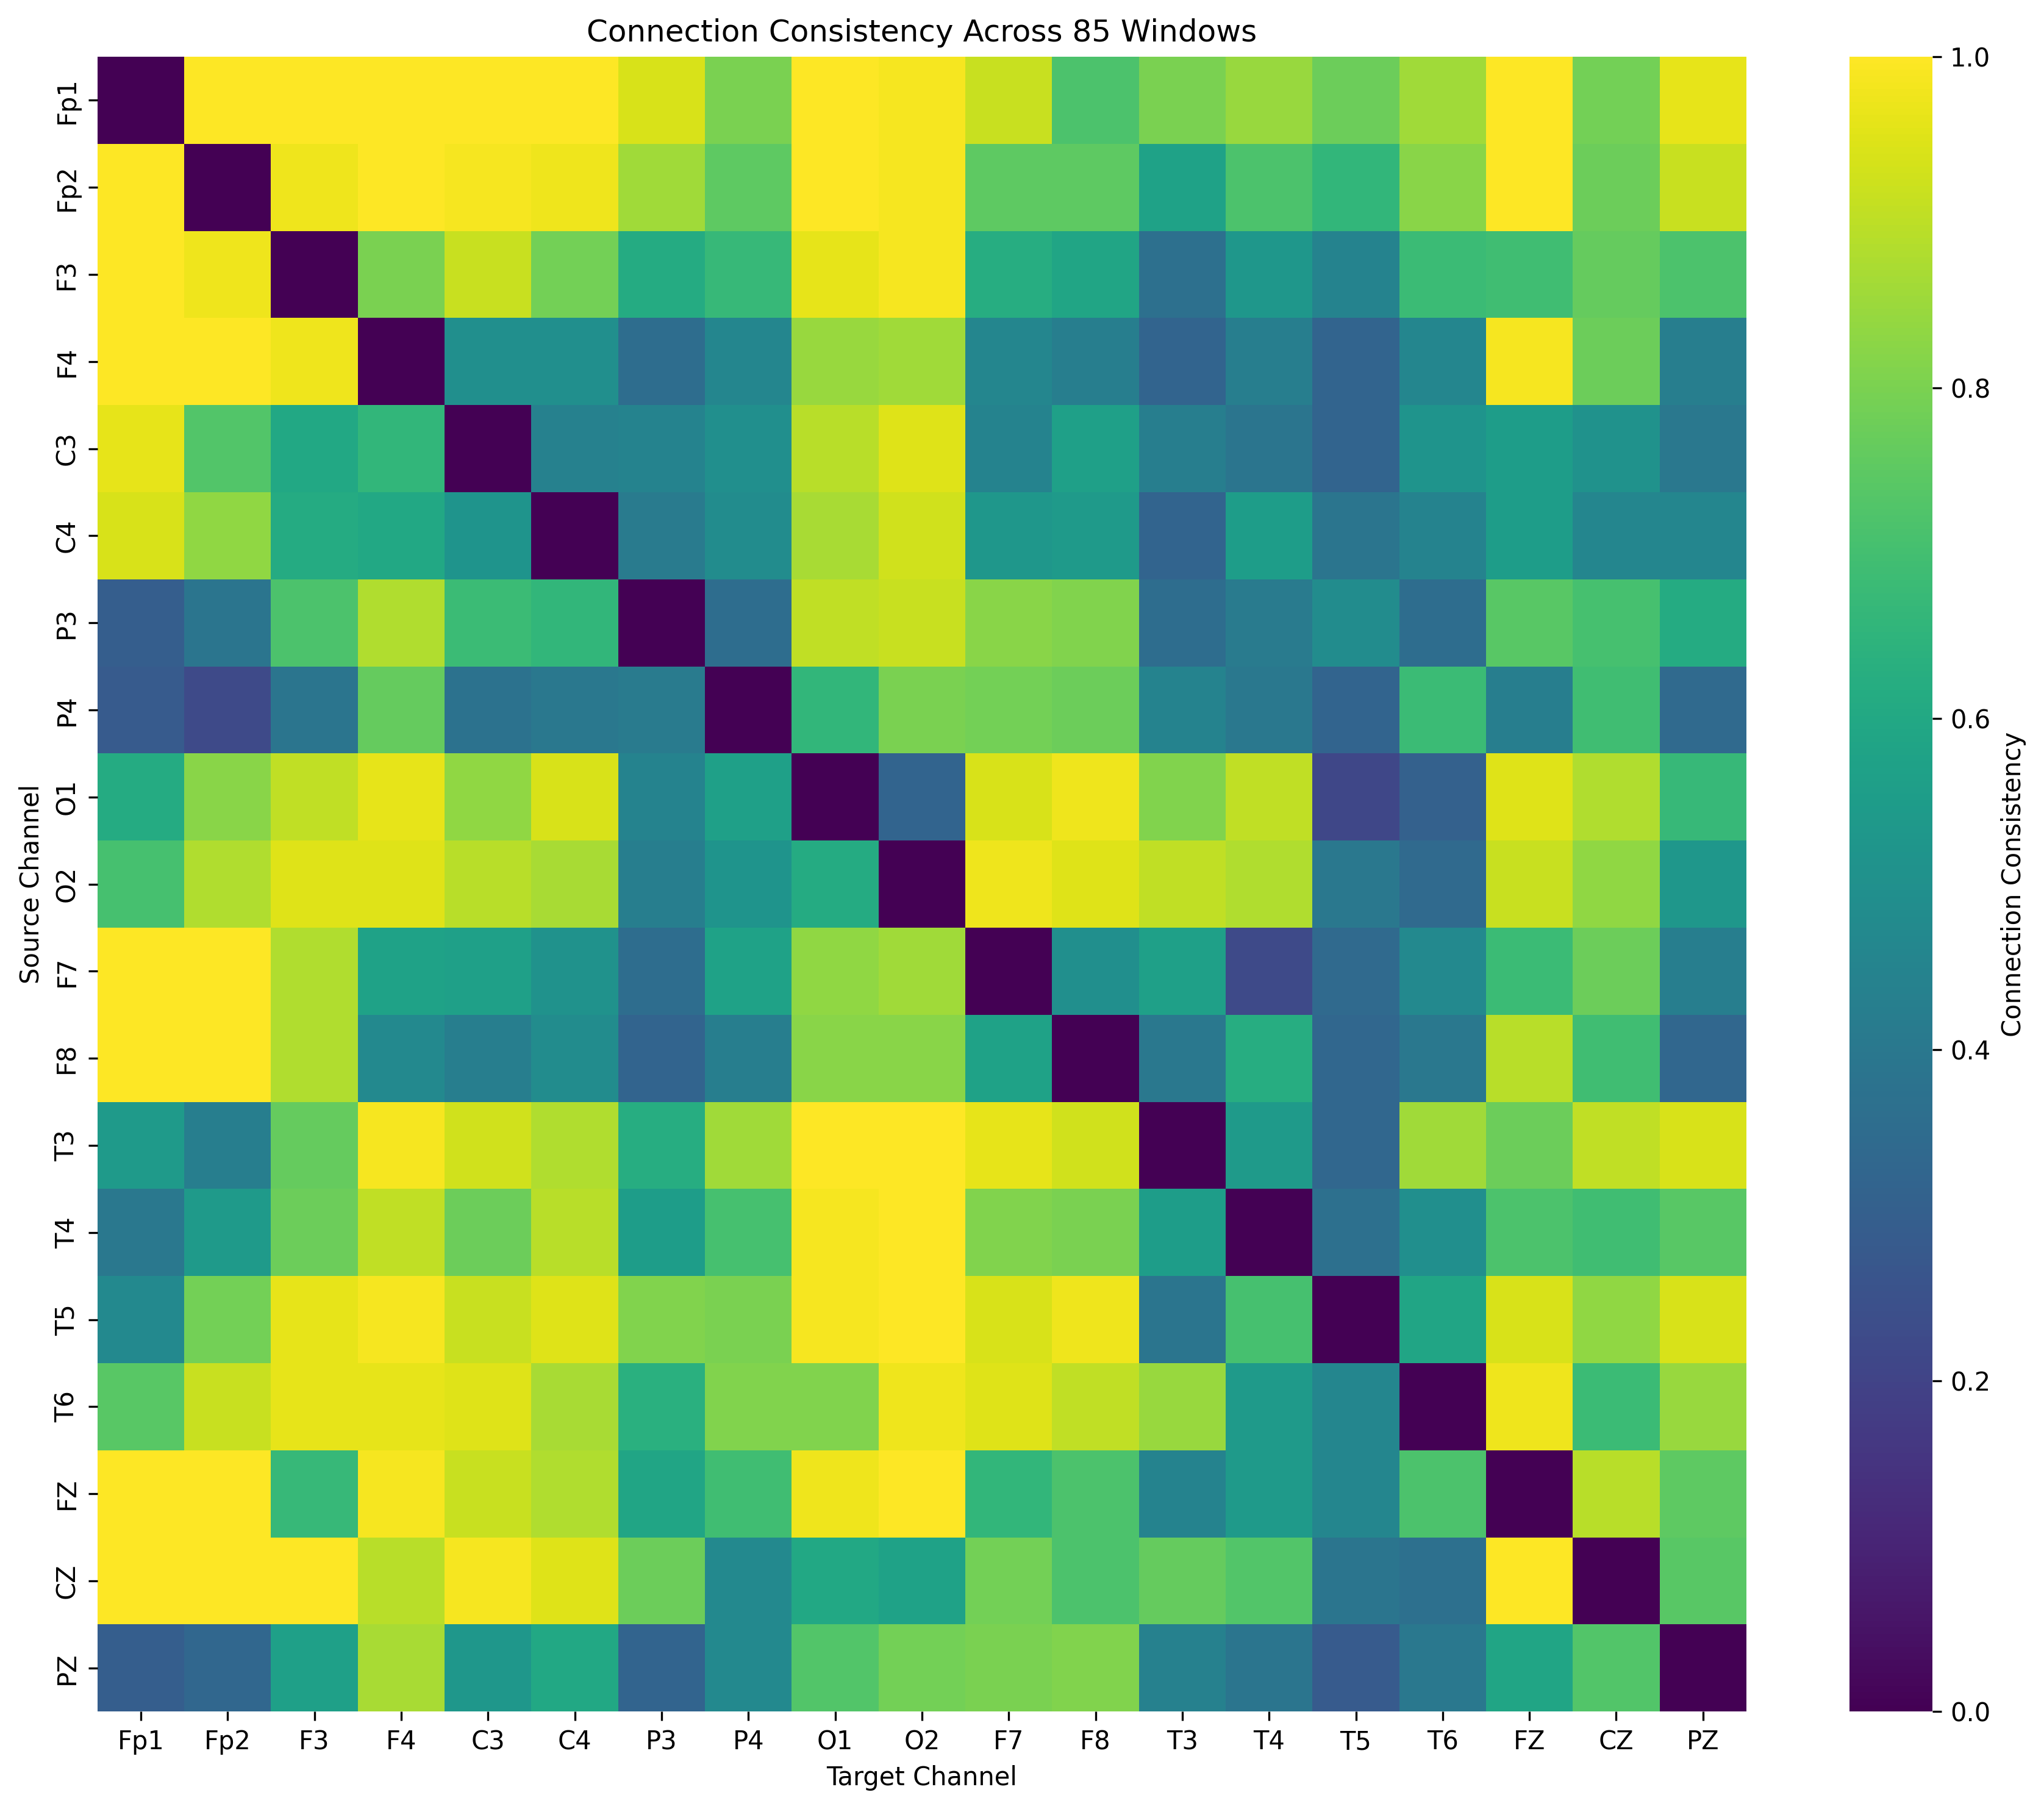 Connection Consistency Across 85 Windows
Source Channel
Fp1
Fp2
F3
F4
C3
C4
P3
P4
O1
O2
F7
F8
T3
T4
T5
T6
FZ
CZ
PZ
Fp1 Fp2 F3 F4 C3 C4 P3 P4 O1 O2 F7 F8 T3 T4 T5 T6 FZ CZ PZ
Target Channel
1.0
0.8
0.6
0.4
0.2
0.0
Connection Consistency